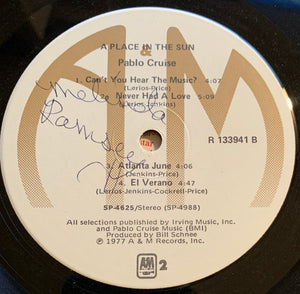 A PLACE IN THE SUN
&
Pablo Cruise
1. Can't You Hear The Music? 4:07
(Lerios-Price)
2. Never Had A Love 4:09
(Lerios-Jenkins)
Melissa
Ramsey
R 133941 B
3. Atlanta June 4:06
(Jenkins-Price)
4. El Verano 4:47
(Lerios-Jenkins-Cockrell-Price)
SP-4625/Stereo (SP-4988)
All selections published by Irving Music, Inc.
and Pablo Cruise Music (BMI)
Produced by Bill Schnee
℗ 1977 A & M Records, Inc.
A&M
2